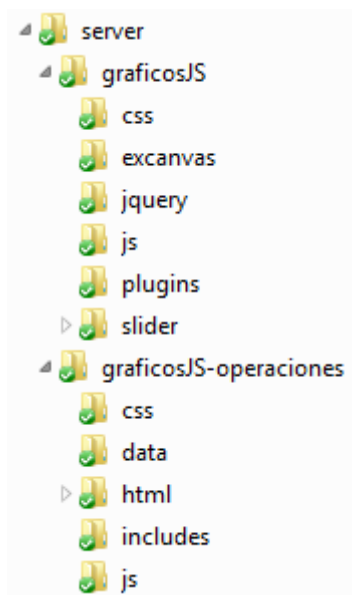 server
graficosJS
css
excanvas
jquery
js
plugins
slider
graficosJS-operaciones
css
data
html
includes
js